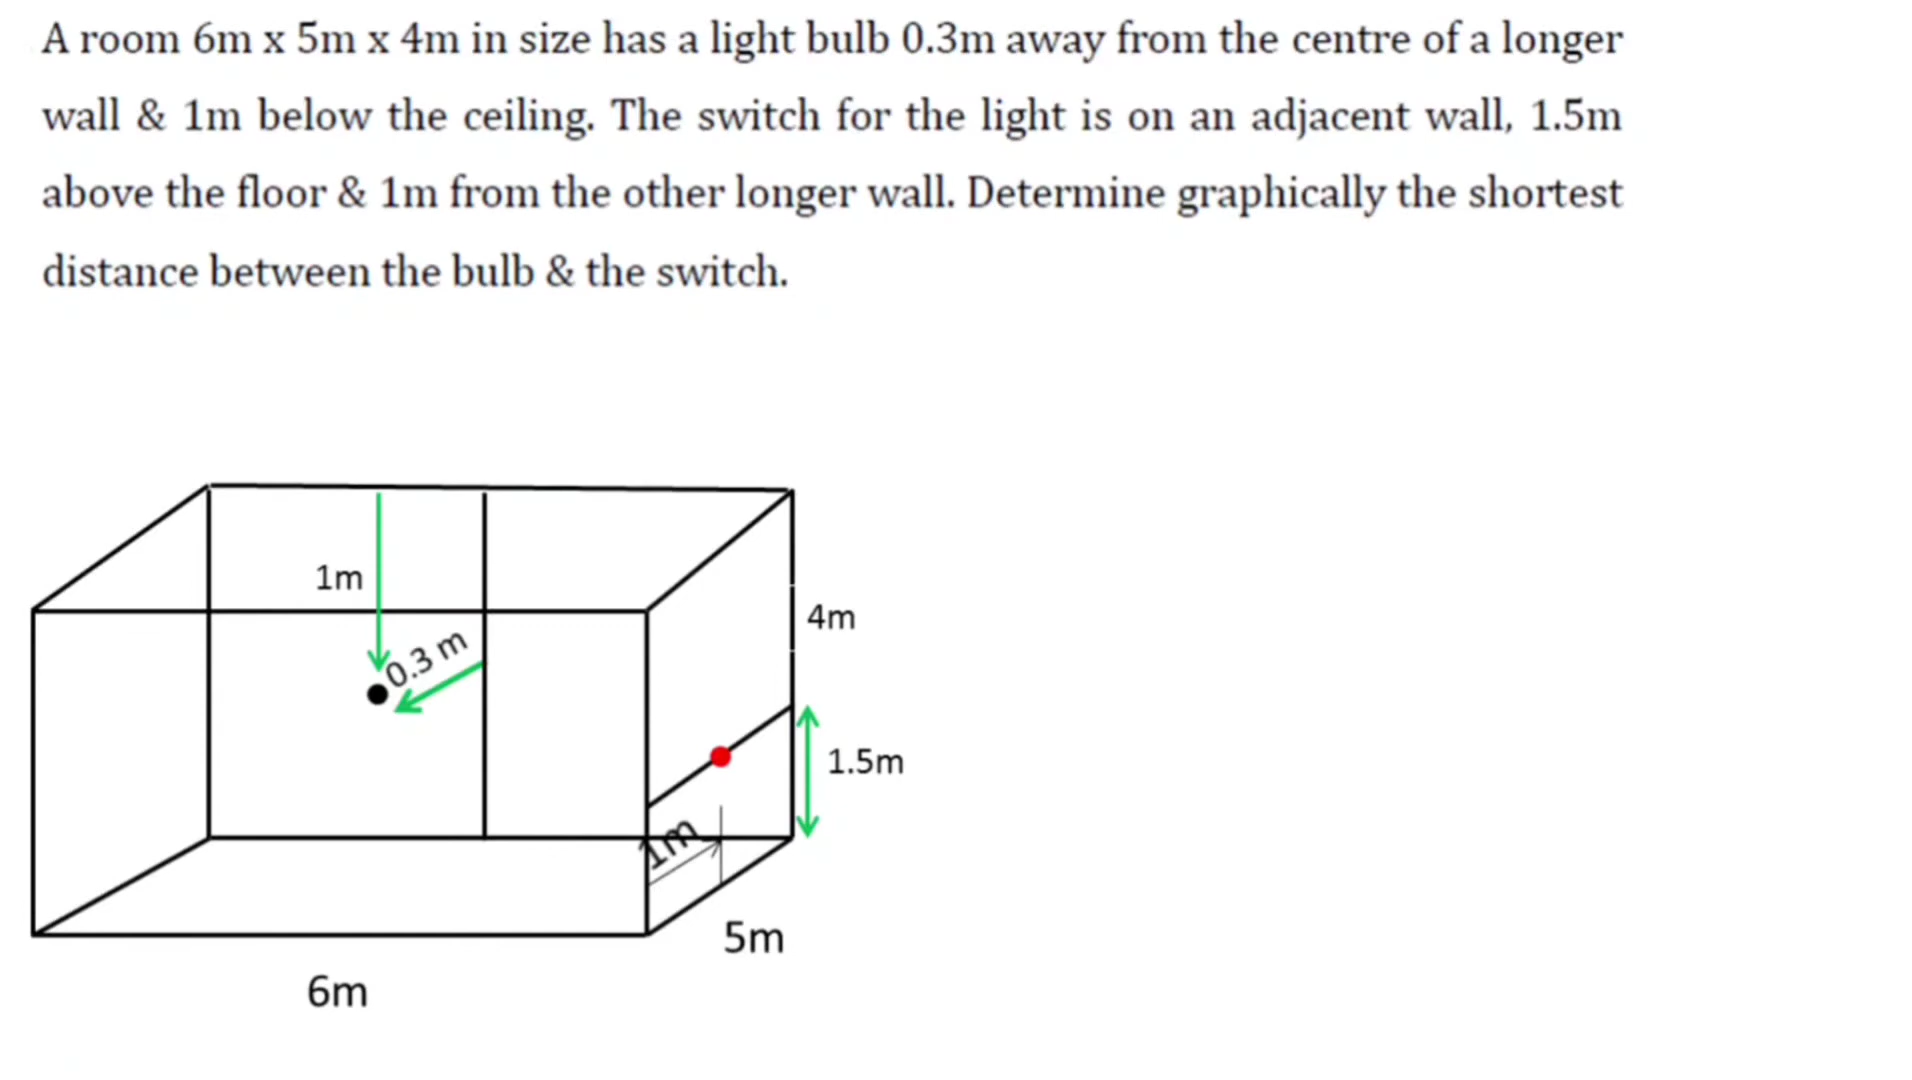 A room 6m x 5m x 4m in size has a light bulb 0.3m away from the centre of a longer
wall & 1m below the ceiling. The switch for the light is on an adjacent wall, 1.5m
above the floor & 1m from the other longer wall. Determine graphically the shortest
distance between the bulb & the switch.
1m
4m
0.3 m
1.5m
1m
5m
6m